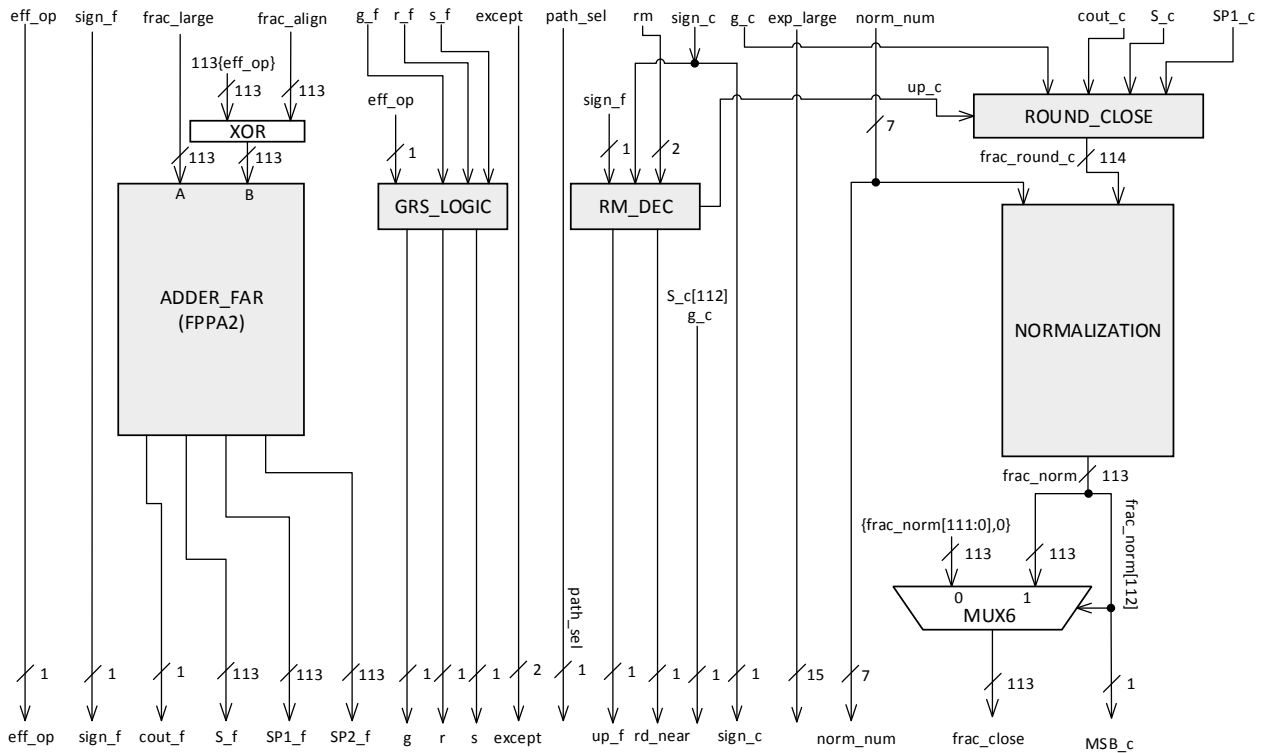 eff_op sign_f frac_large frac_align g_f r_f s_f except path_sel rm sign_c g_c exp_large norm_num cout_c S_c SP1_c
113{eff_op}
113 113
XOR
113 113
A B
ADDER_FAR
(FPPA2)
eff_op
1
GRS_LOGIC
sign_f
1 2
RM_DEC
up_c
7
ROUND_CLOSE
frac_round_c 114
NORMALIZATION
S_c[112]
g_c
frac_norm 113
frac_norm[112]
{frac_norm[111:0],0}
113 113
0 1
MUX6
path_sel
1 1 1 113 113 113 1 1 1 2 1 1 1 1 1 15 7 113 1
eff_op sign_f cout_f S_f SP1_f SP2_f g r s except up_f rd_near sign_c norm_num frac_close MSB_c